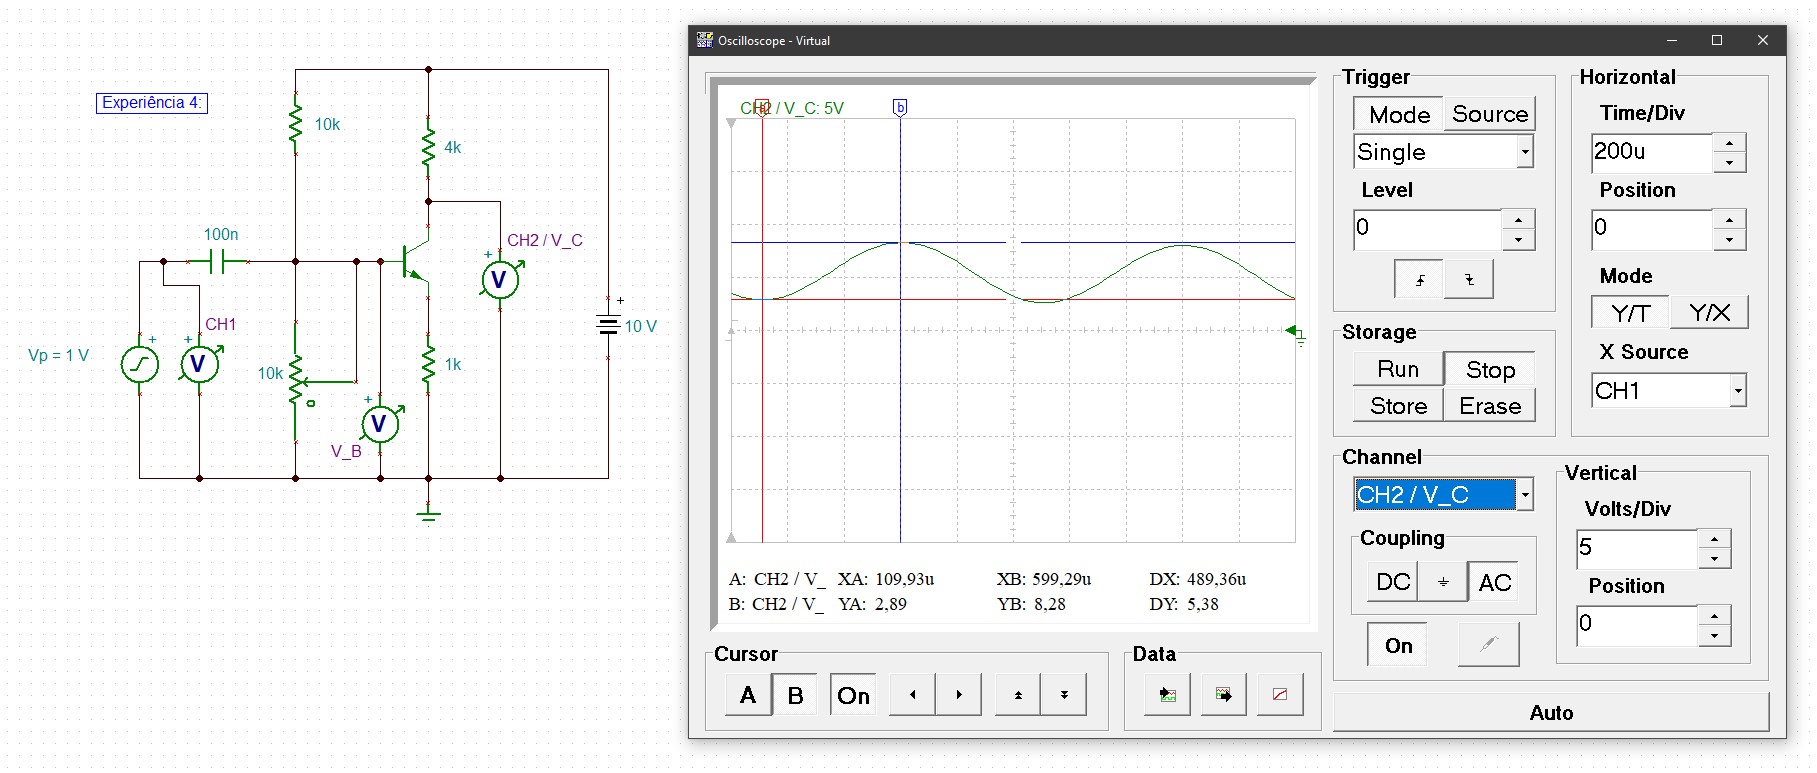 Experiência 4:
10k
4k
100n
CH2 / V_C
CH1
Vp = 1 V
10k
1k
10 V
V
V
V
V_B
Oscilloscope - Virtual
CH2 / V_C: 5V
a
b
A: CH2 / V_ XA: 109,93u XB: 599,29u DX: 489,36u
B: CH2 / V_ YA: 2,89 YB: 8,28 DY: 5,38
Cursor
A B On
Data
Trigger
Mode Source
Single
Level
0
Storage
Run Stop
Store Erase
Horizontal
Time/Div
200u
Position
0
Mode
Y/T Y/X
X Source
CH1
Channel
CH2 / V_C
Coupling
DC AC
On
Vertical
Volts/Div
5
Position
0
Auto